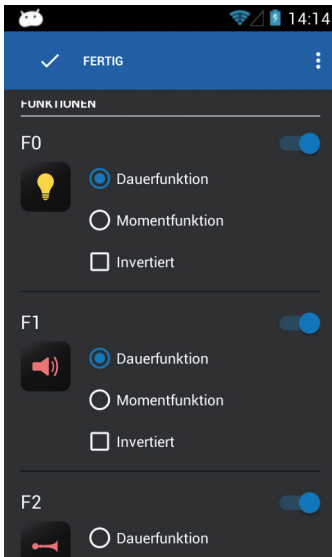 14:14
FERTIG
FUNKTIONEN
F0
Dauerfunktion
Momentfunktion
Invertiert
F1
Dauerfunktion
Momentfunktion
Invertiert
F2
Dauerfunktion